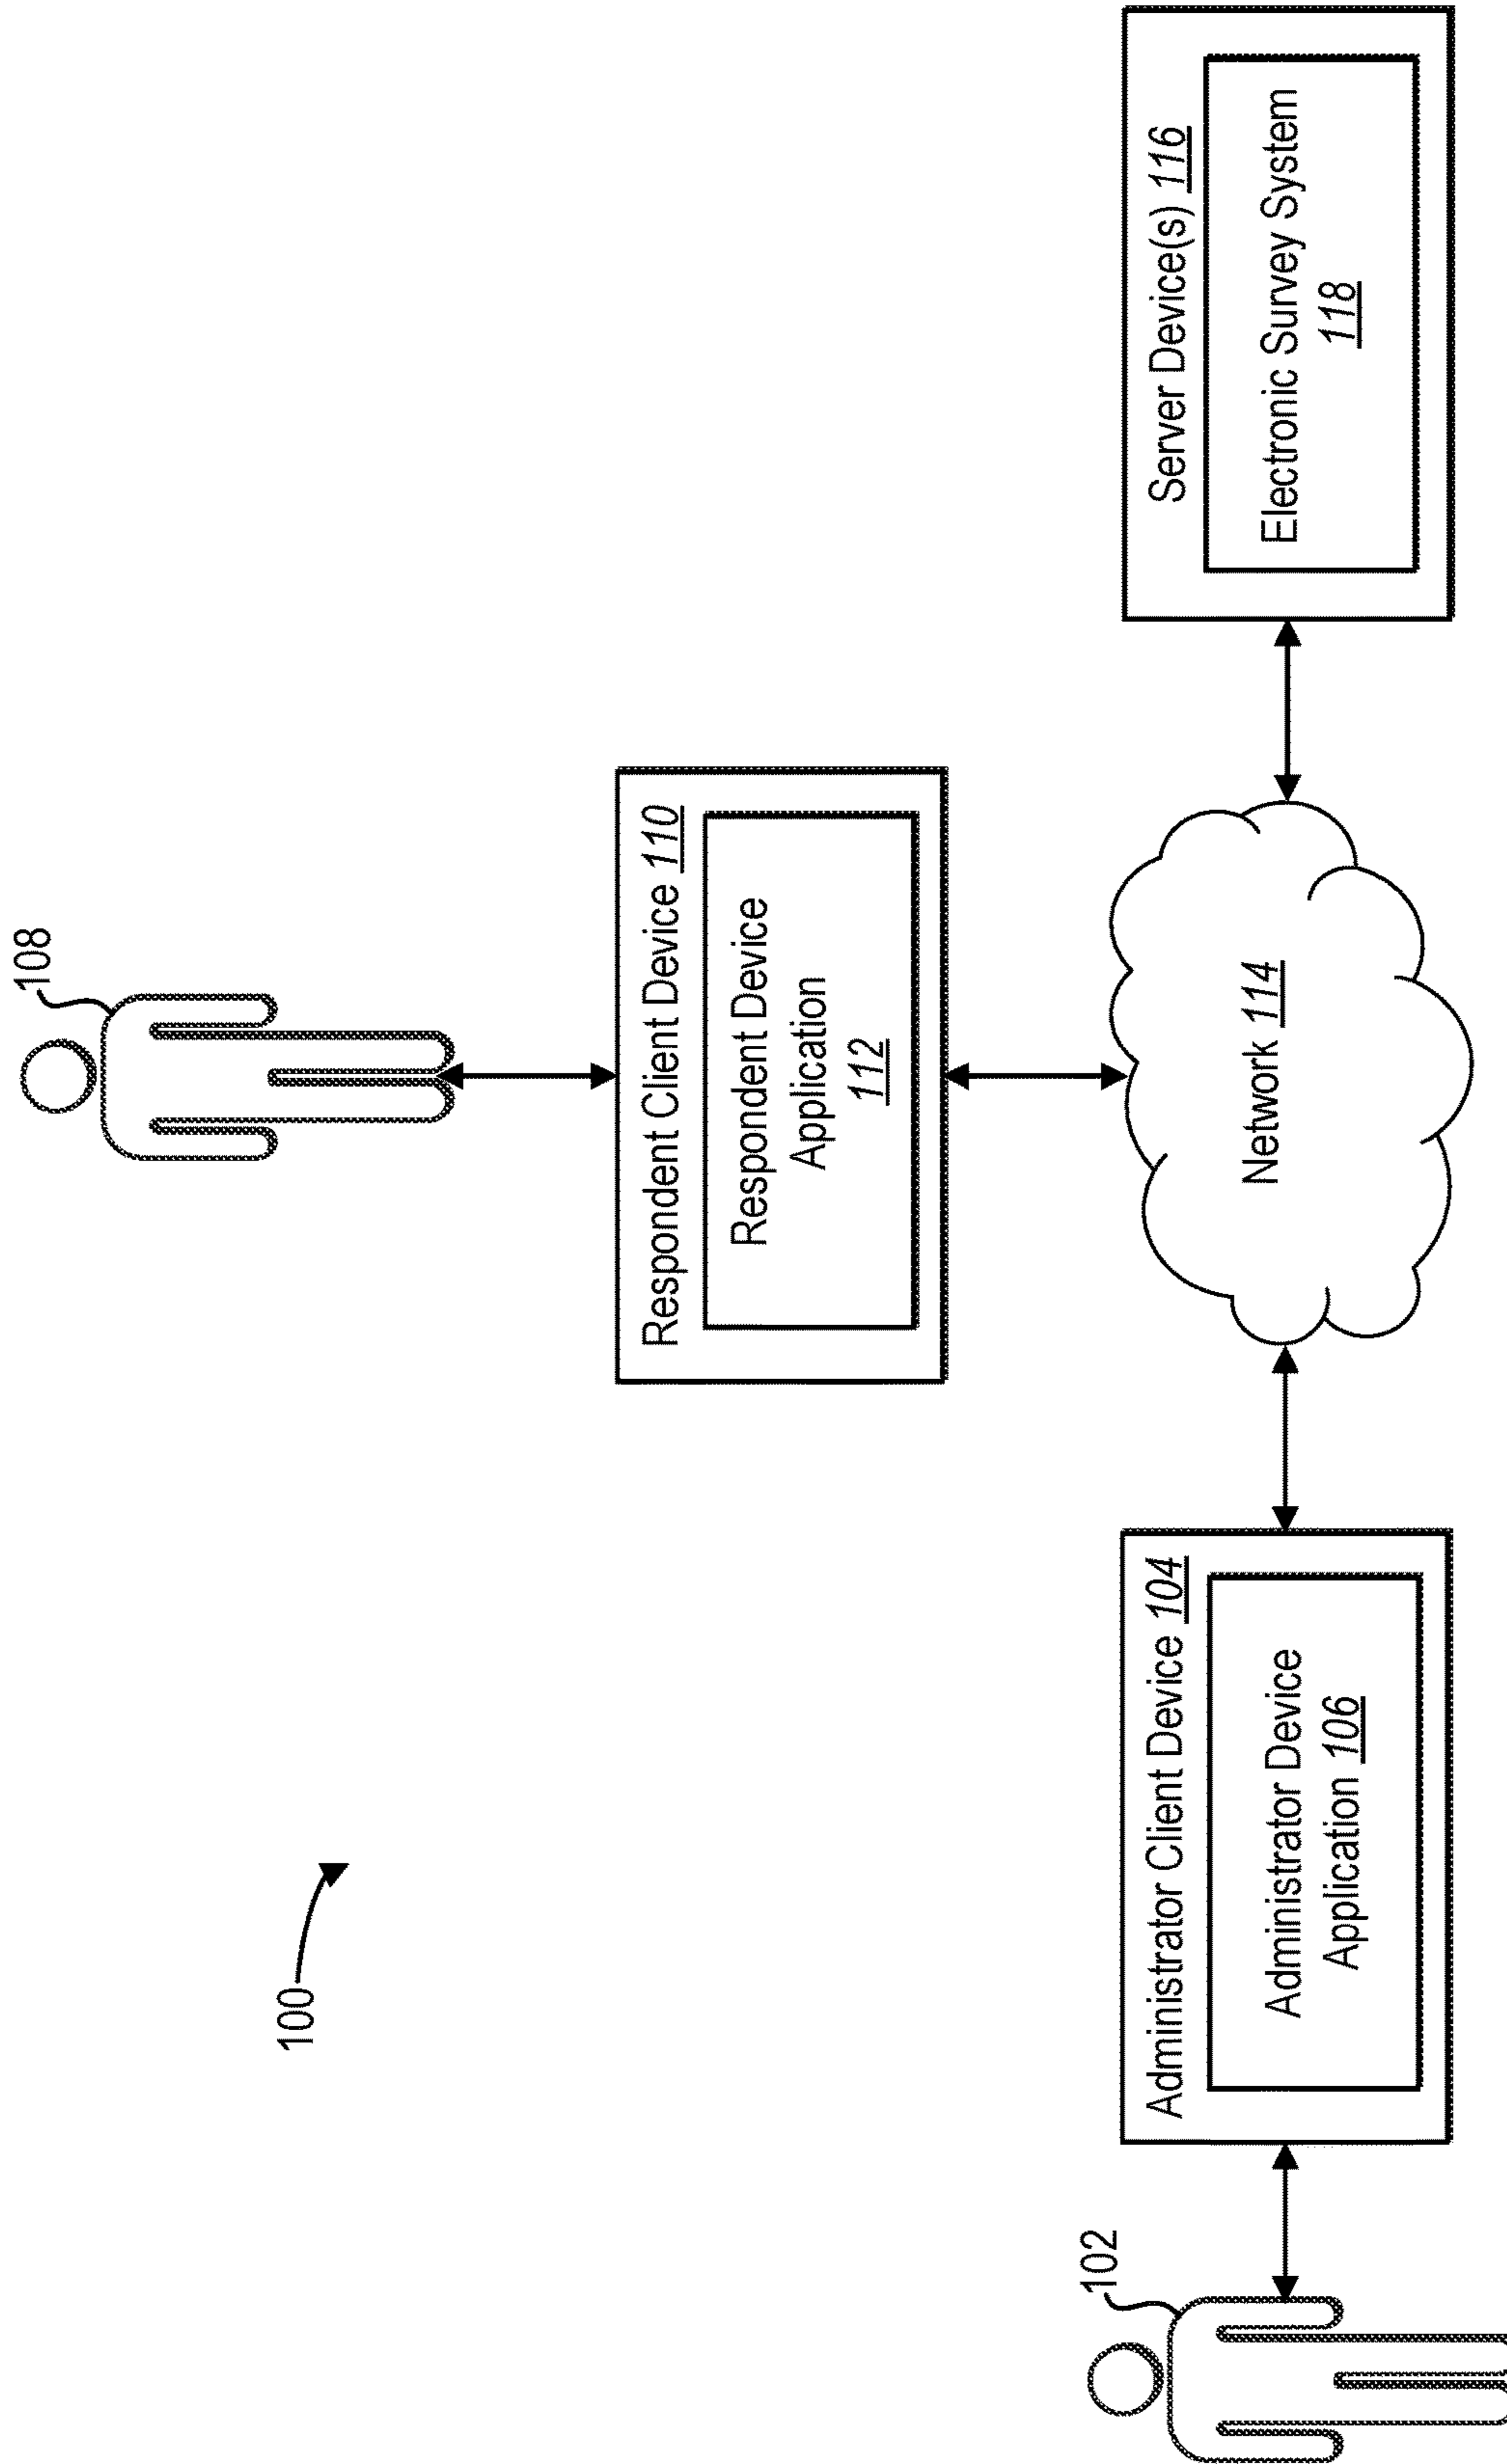 100
108
Respondent Client Device 110
Respondent Device
Application
112
102
Administrator Client Device 104
Administrator Device
Application 106
Network 114
Server Device(s) 116
Electronic Survey System
118